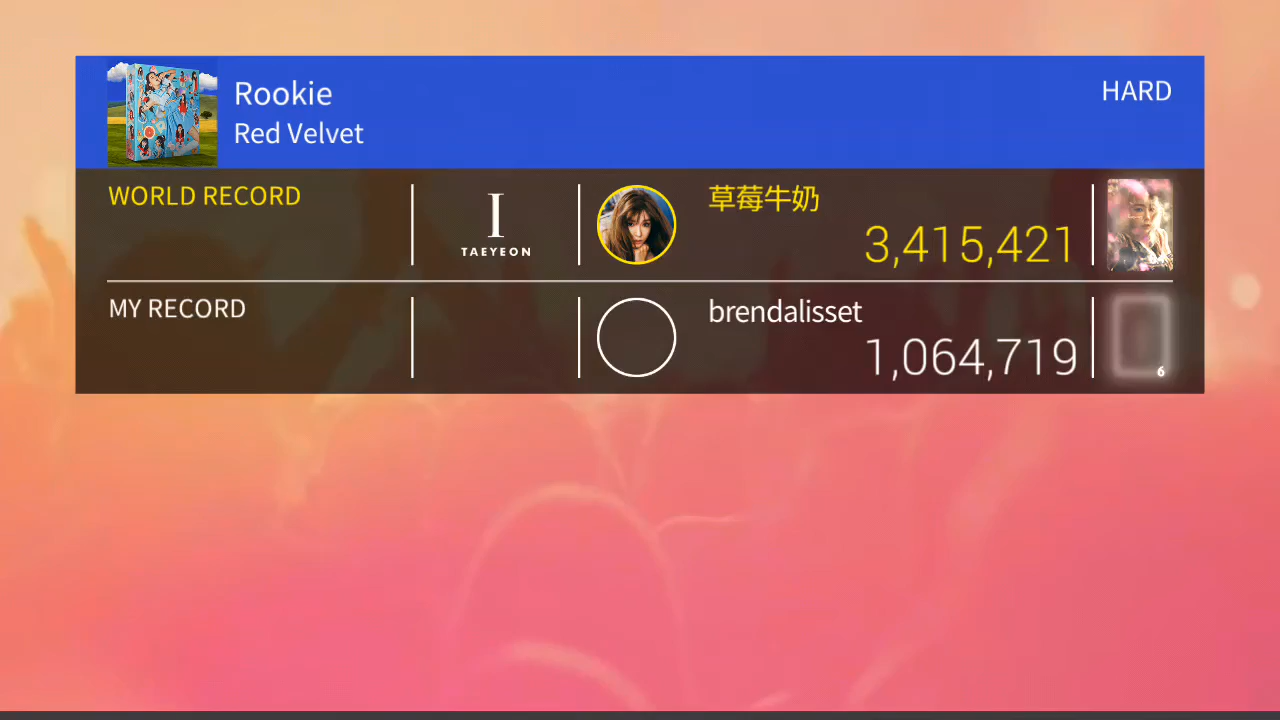 Rookie
Red Velvet
HARD
WORLD RECORD
I
TAEYEON
草莓牛奶
3,415,421
MY RECORD
brendalisset
1,064,719
6